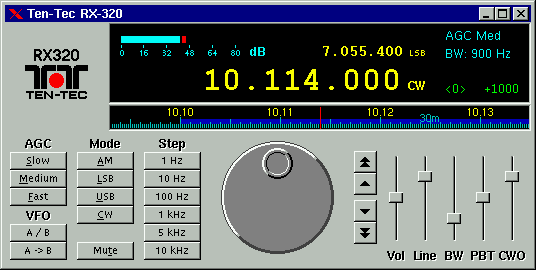 Ten-Tec RX-320
RX320
TEN-TEC
0 16 32 48 64 80 dB
7.055.400 LSB
AGC Med
BW: 900 Hz
10.114.000 CW
<0> +1000
10.10 10.11 10.12 10.13
30m
AGC Mode Step
Slow AM 1 Hz
Medium LSB 10 Hz
Fast USB 100 Hz
VFO CW 1 kHz
A / B 5 kHz
A -> B Mute 10 kHz
Vol Line BW PBT CWO